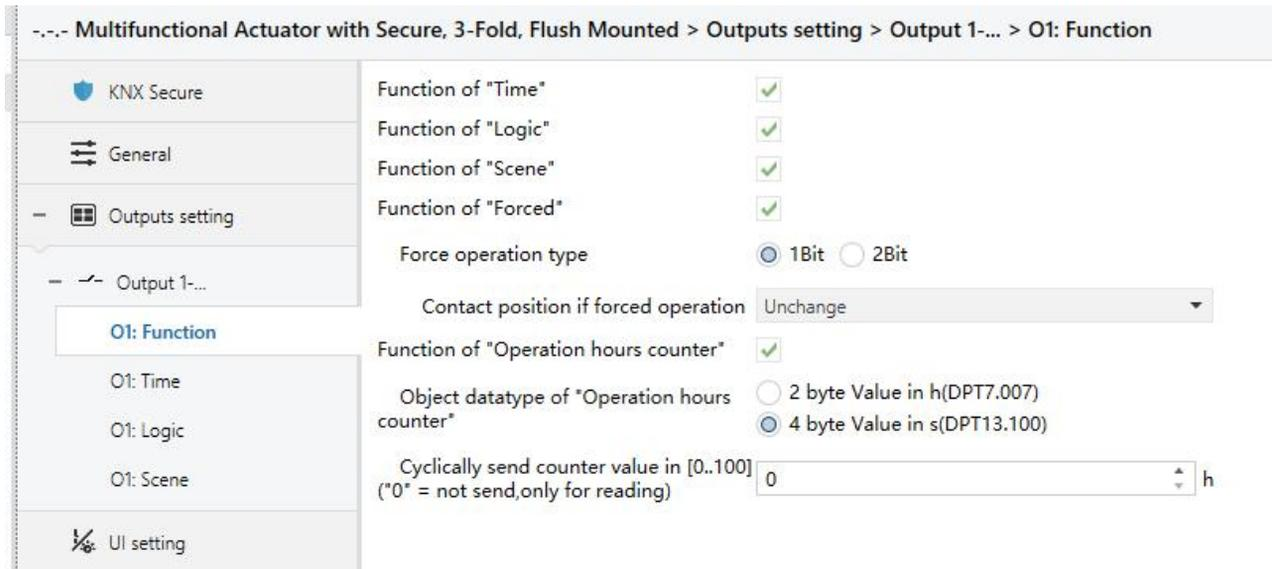 -.-.- Multifunctional Actuator with Secure, 3-Fold, Flush Mounted > Outputs setting > Output 1-... > O1: Function
KNX Secure
General
Outputs setting
Output 1-...
O1: Function
O1: Time
O1: Logic
O1: Scene
UI setting
Function of "Time"
Function of "Logic"
Function of "Scene"
Function of "Forced"
Force operation type
1Bit 2Bit
Contact position if forced operation
Unchange
Function of "Operation hours counter"
Object datatype of "Operation hours
counter"
2 byte Value in h(DPT7.007)
4 byte Value in s(DPT13.100)
Cyclically send counter value in [0..100]
("0" = not send,only for reading)
0
h